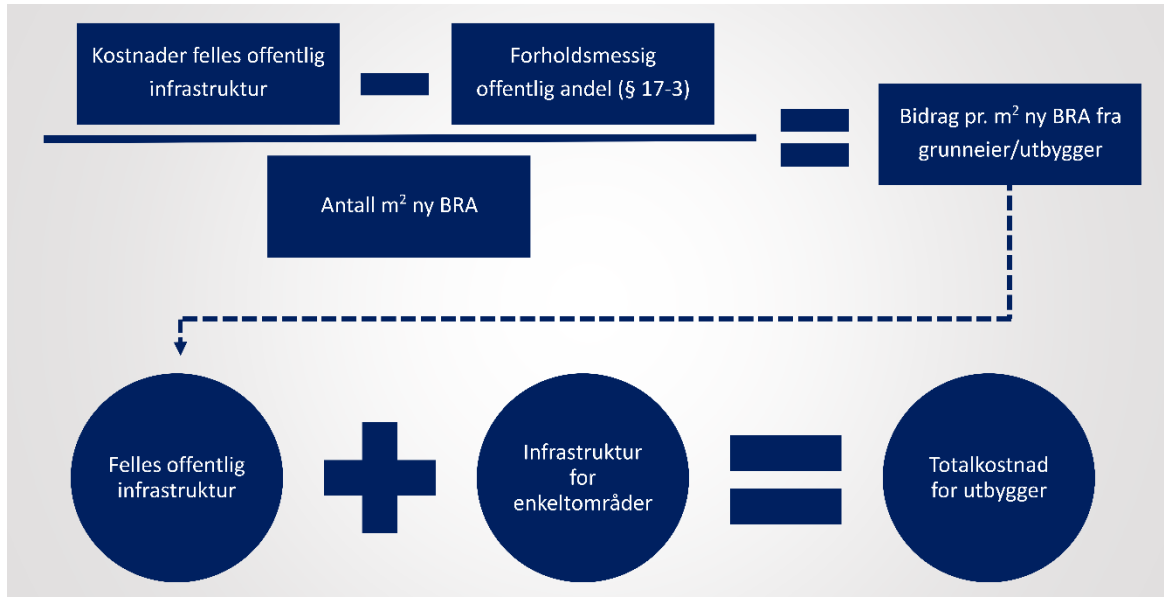 Kostnader felles offentlig
infrastruktur
Forholdsmessig
offentlig andel (§ 17-3)
Antall m² ny BRA
Bidrag pr. m² ny BRA fra
grunneier/utbygger
Felles offentlig
infrastruktur
Infrastruktur
for
enkeltområder
Totalkostnad
for utbygger